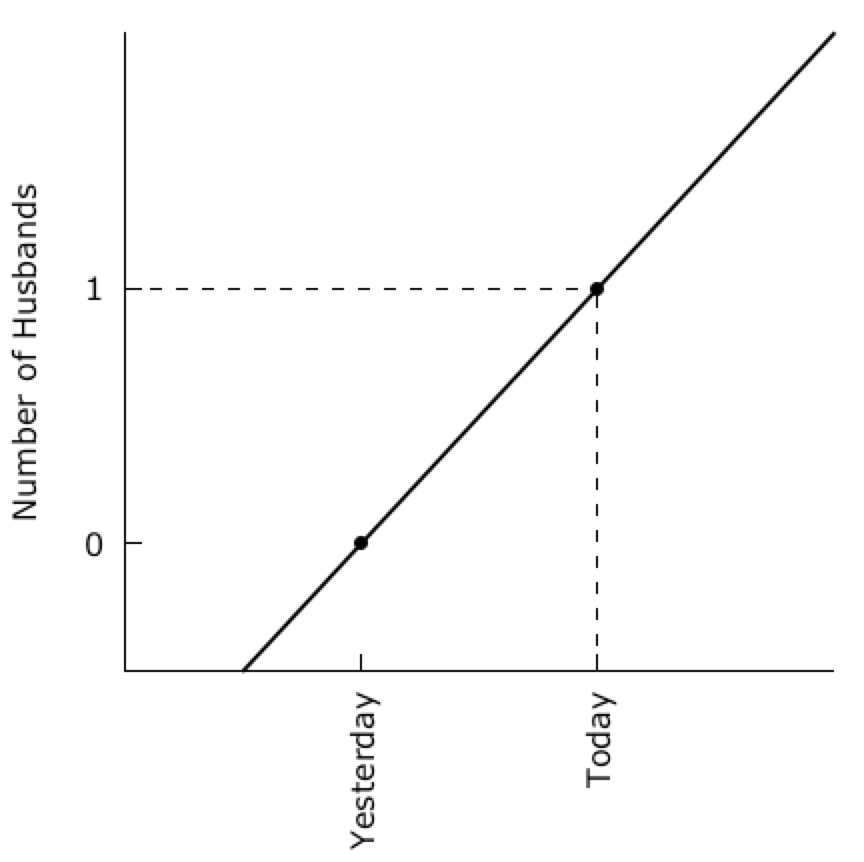 Number of Husbands
1
0
Yesterday
Today